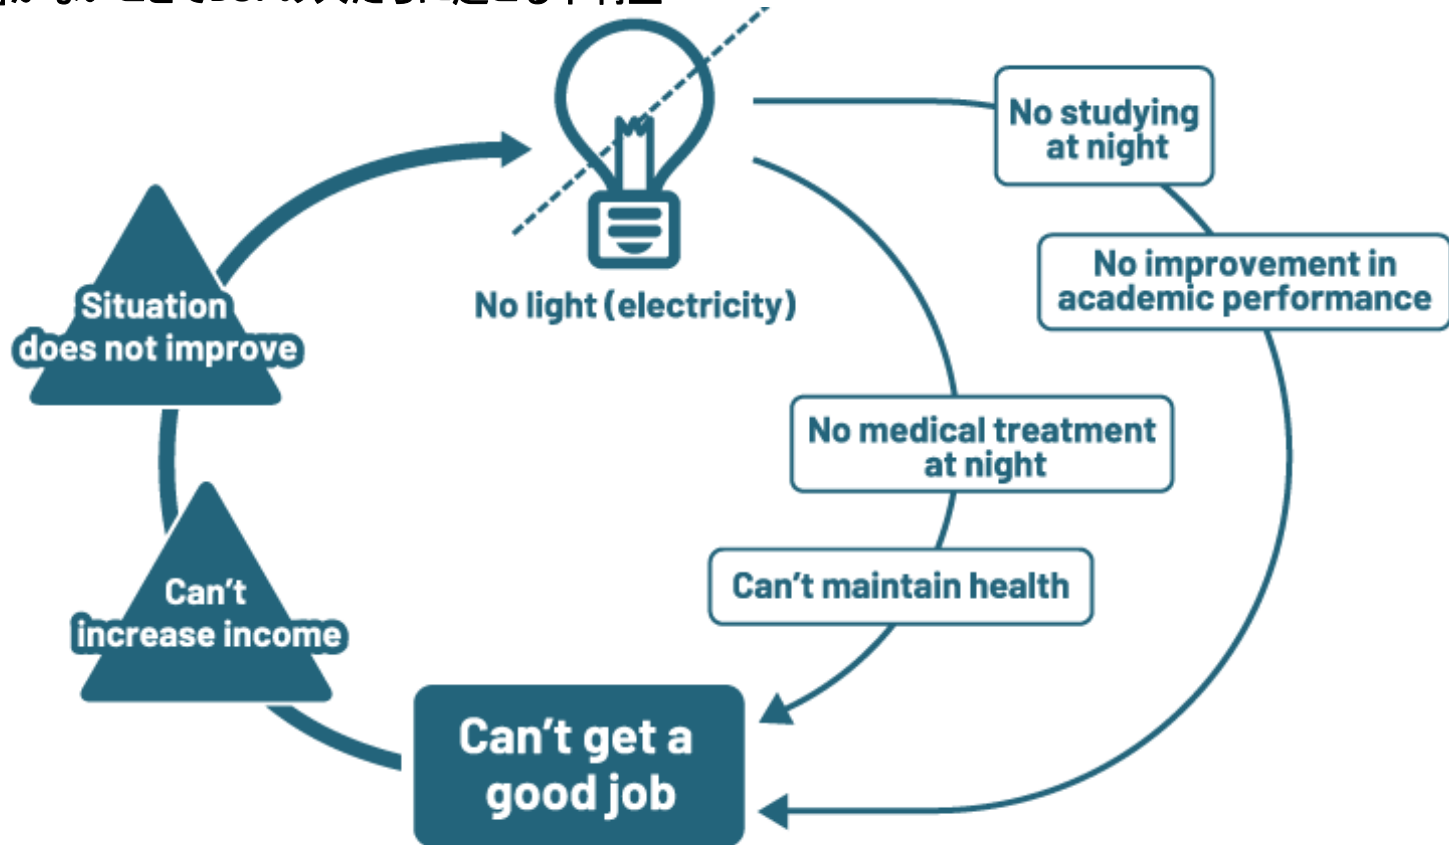 No studying
at night
No improvement in
academic performance
No light (electricity)
Situation
does not improve
No medical treatment
at night
Can't maintain health
Can't
increase income
Can't get a
good job